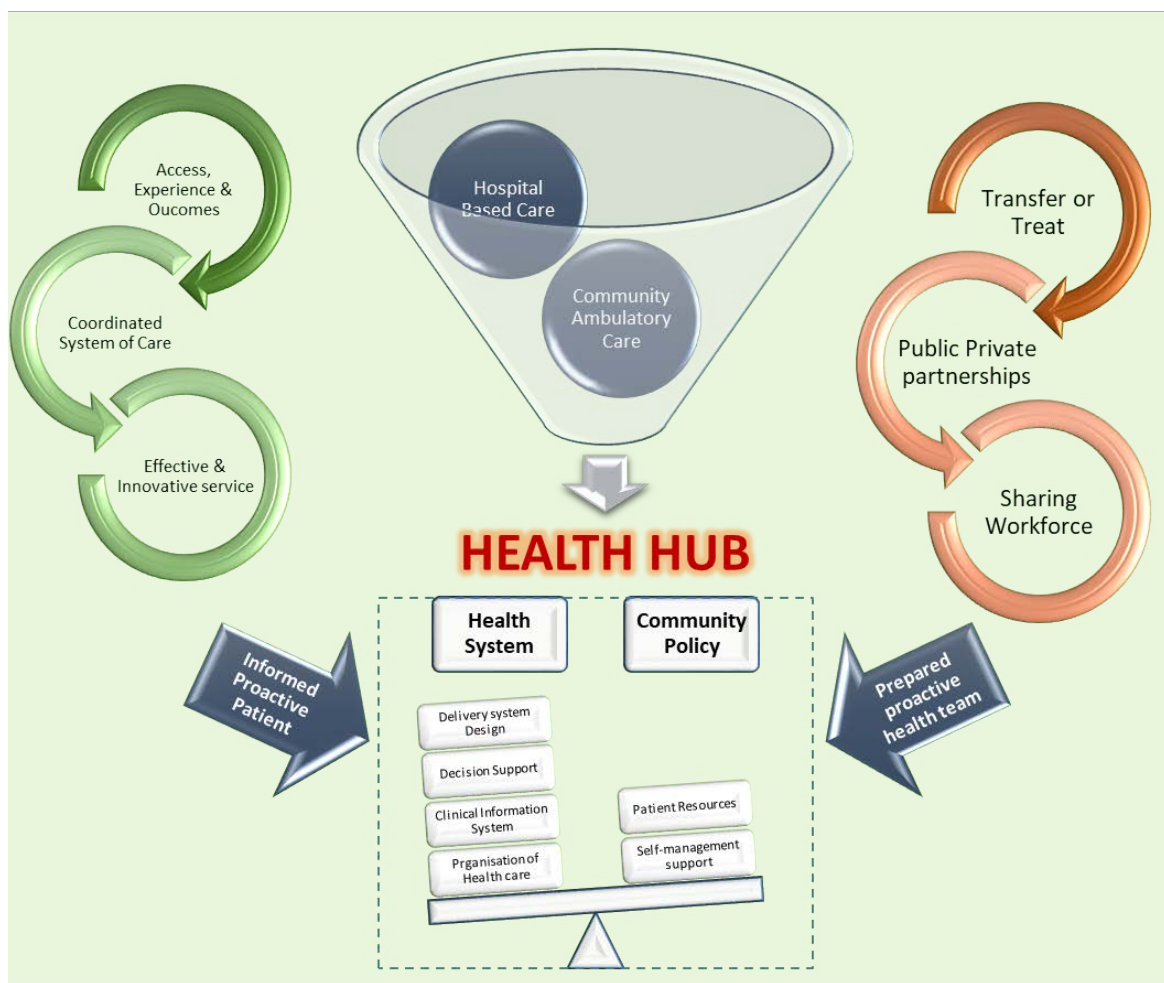 Access,
Experience &
Oucomes
Coordinated
System of Care
Effective &
Innovative service
Hospital
Based Care
Community
Ambulatory
Care
Transfer or
Treat
Public Private
partnerships
Sharing
Workforce
HEALTH HUB
Informed
Proactive
Patient
Prepared
proactive
health team
Health
System
Community
Policy
Delivery system
Design
Decision Support
Clinical Information
System
Prganisation of
Health care
Patient Resources
Self-management
support